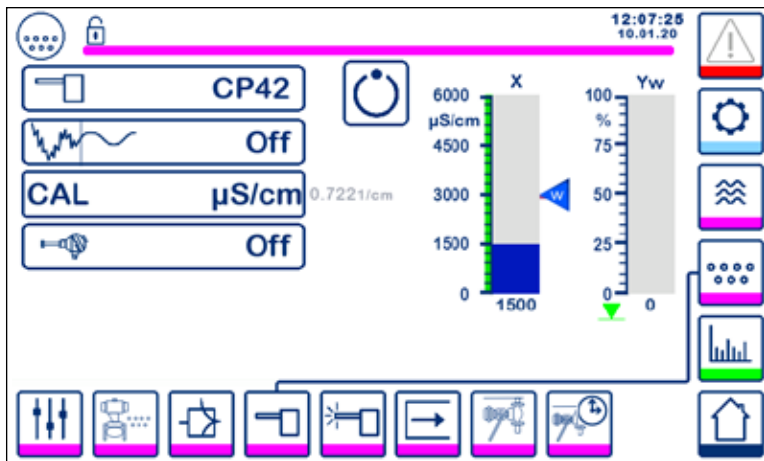 12:07:25
10.01.20
CP42
Off
CAL µS/cm 0.7221/cm
Off
X Yw
6000 100
µS/cm %
4500 75
3000 W 50
1500 25
0 0
1500 0